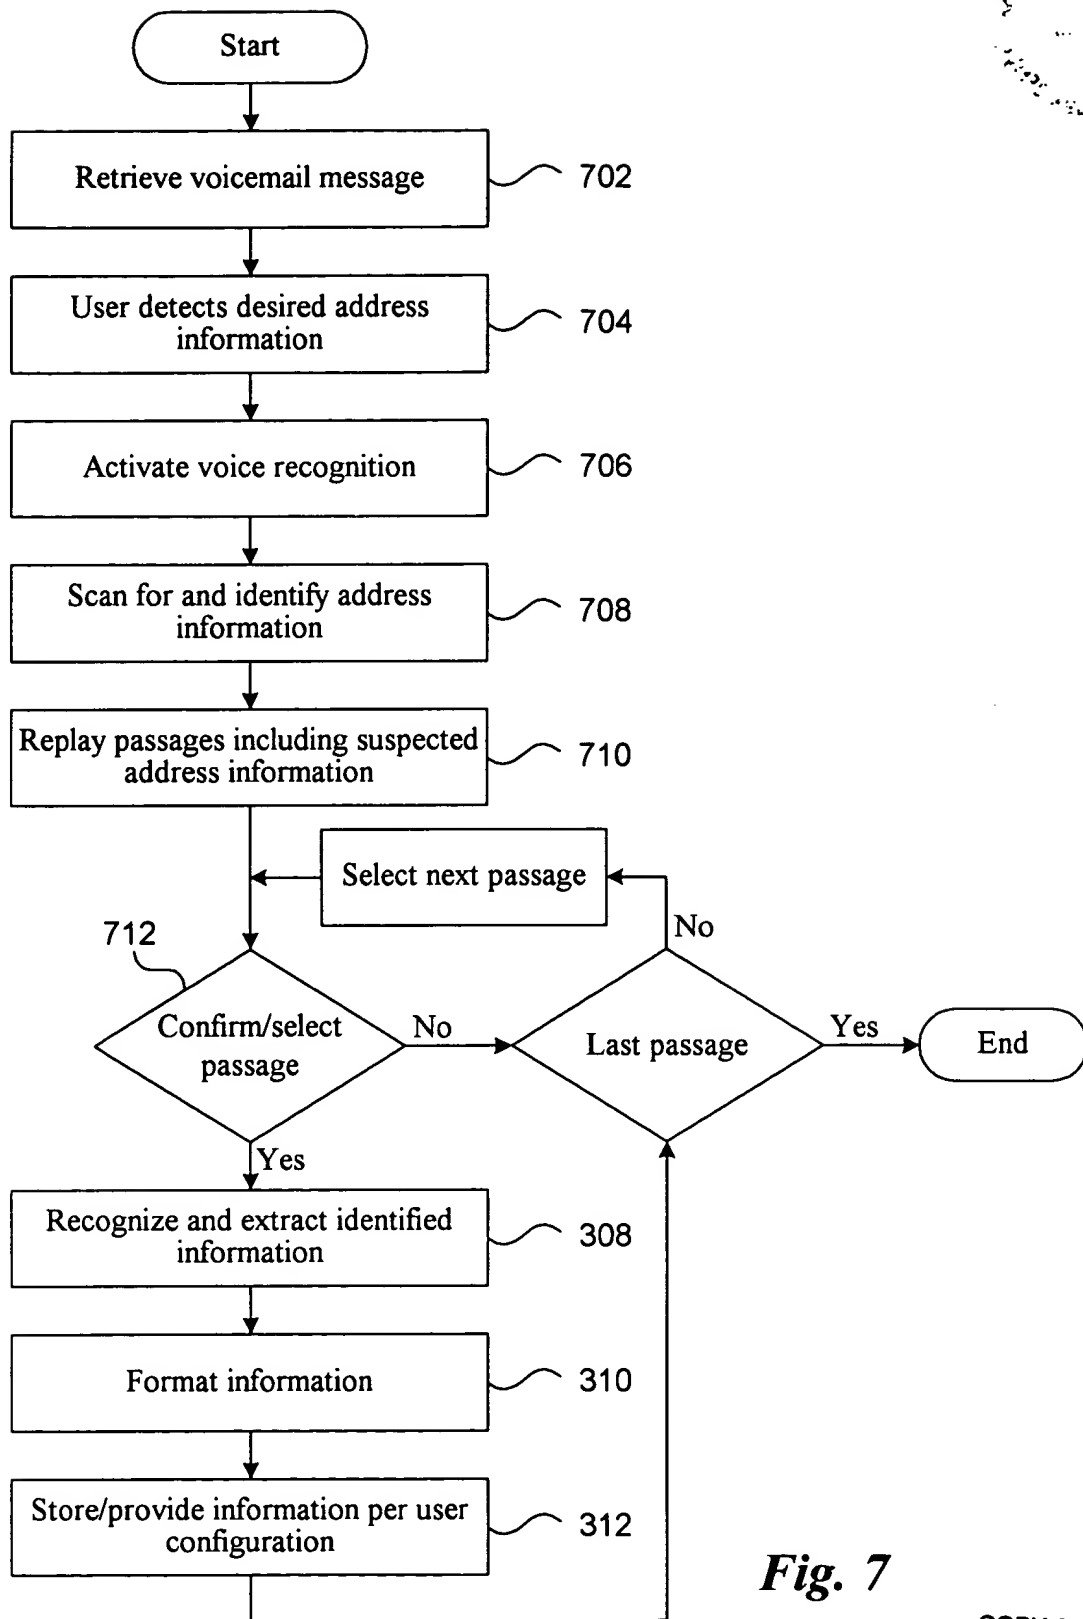 Start
Retrieve voicemail message
702
User detects desired address
information
704
Activate voice recognition
706
Scan for and identify address
information
708
Replay passages including suspected
address information
710
Select next passage
No
712
Confirm/select
passage
No
Last passage
Yes
End
Yes
Recognize and extract identified
information
308
Format information
310
Store/provide information per user
configuration
312
Fig. 7